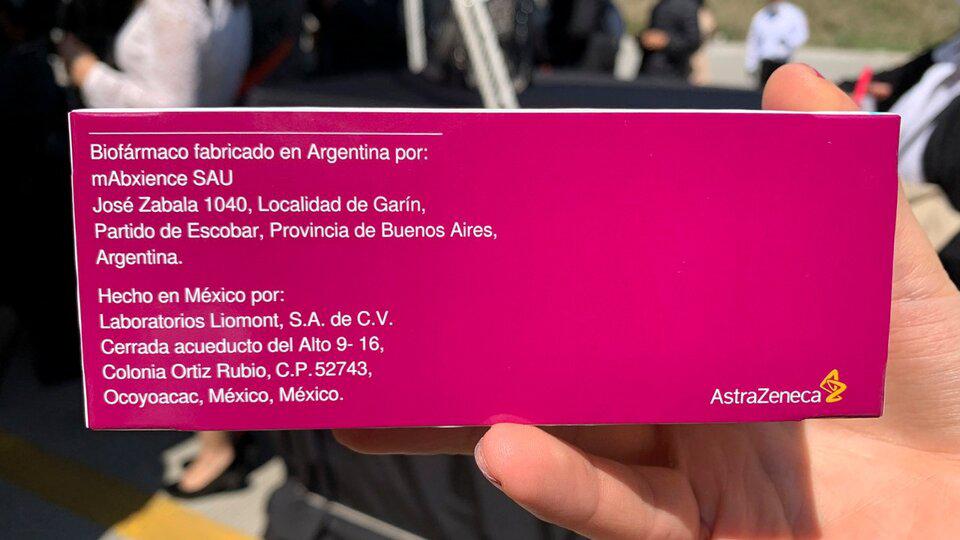 Biofármaco fabricado en Argentina por:
mAbxience SAU
José Zabala 1040, Localidad de Garín,
Partido de Escobar, Provincia de Buenos Aires,
Argentina.
Hecho en México por:
Laboratorios Liomont, S.A. de C.V.
Cerrada acueducto del Alto 9- 16,
Colonia Ortiz Rubio, C.P. 52743,
Ocoyoacac, México, México.
AstraZeneca